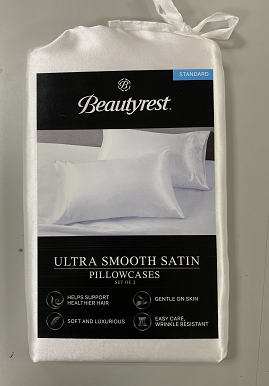 STANDARD
B
Beautyrest
ULTRA SMOOTH SATIN
PILLOWCASES
SET OF 2
HELPS SUPPORT
HEALTHIER HAIR
GENTLE ON SKIN
SOFT AND LUXURIOUS
EASY CARE,
WRINKLE RESISTANT